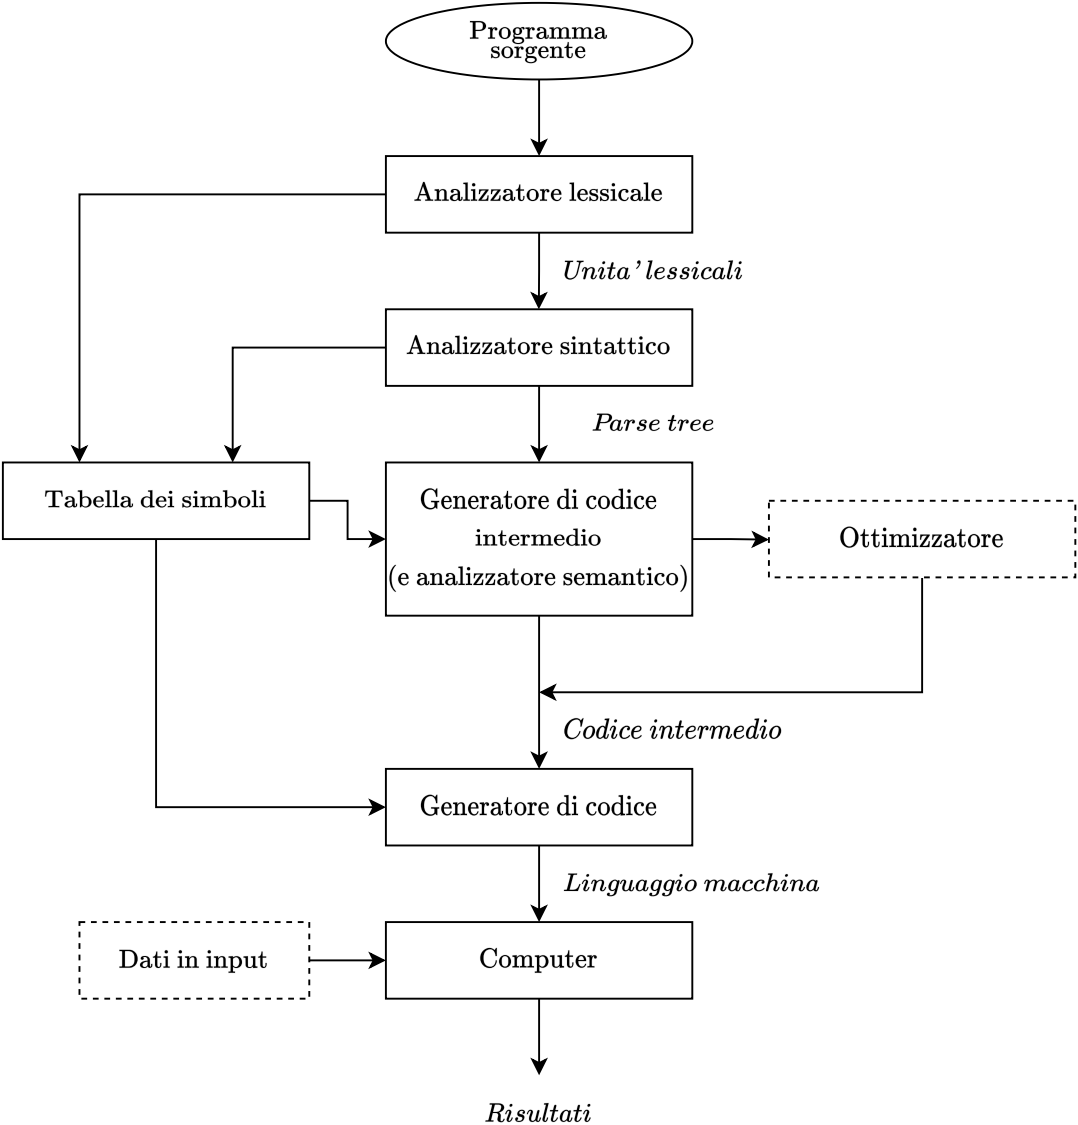 Programma
sorgente
Analizzatore lessicale
Unita' lessicali
Analizzatore sintattico
Parse tree
Tabella dei simboli
Generatore di codice
intermedio
(e analizzatore semantico)
Ottimizzatore
Codice intermedio
Generatore di codice
Linguaggio macchina
Dati in input
Computer
Risultati